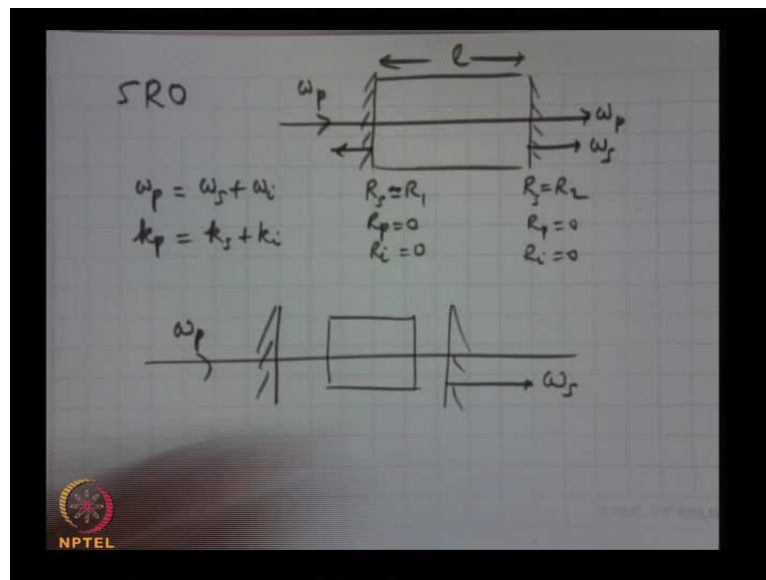 SRO
l
ωp
ωp
ωs
ωp = ωs + ωi
kp = ks + ki
Rs ≃ R1
Rp = 0
Ri = 0
Rs = R2
Rp = 0
Ri = 0
ωp
ωs
NPTEL